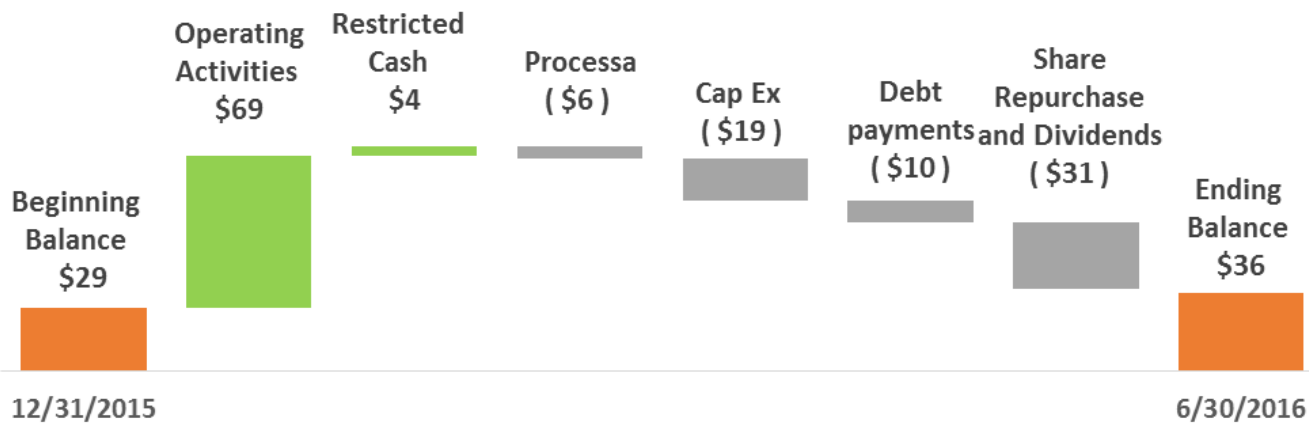 Operating
Activities
$69
Restricted
Cash
$4
Processa
( $6 )
Cap Ex
( $19 )
Debt
payments
( $10 )
Share
Repurchase
and Dividends
( $31 )
Beginning
Balance
$29
Ending
Balance
$36
12/31/2015
6/30/2016